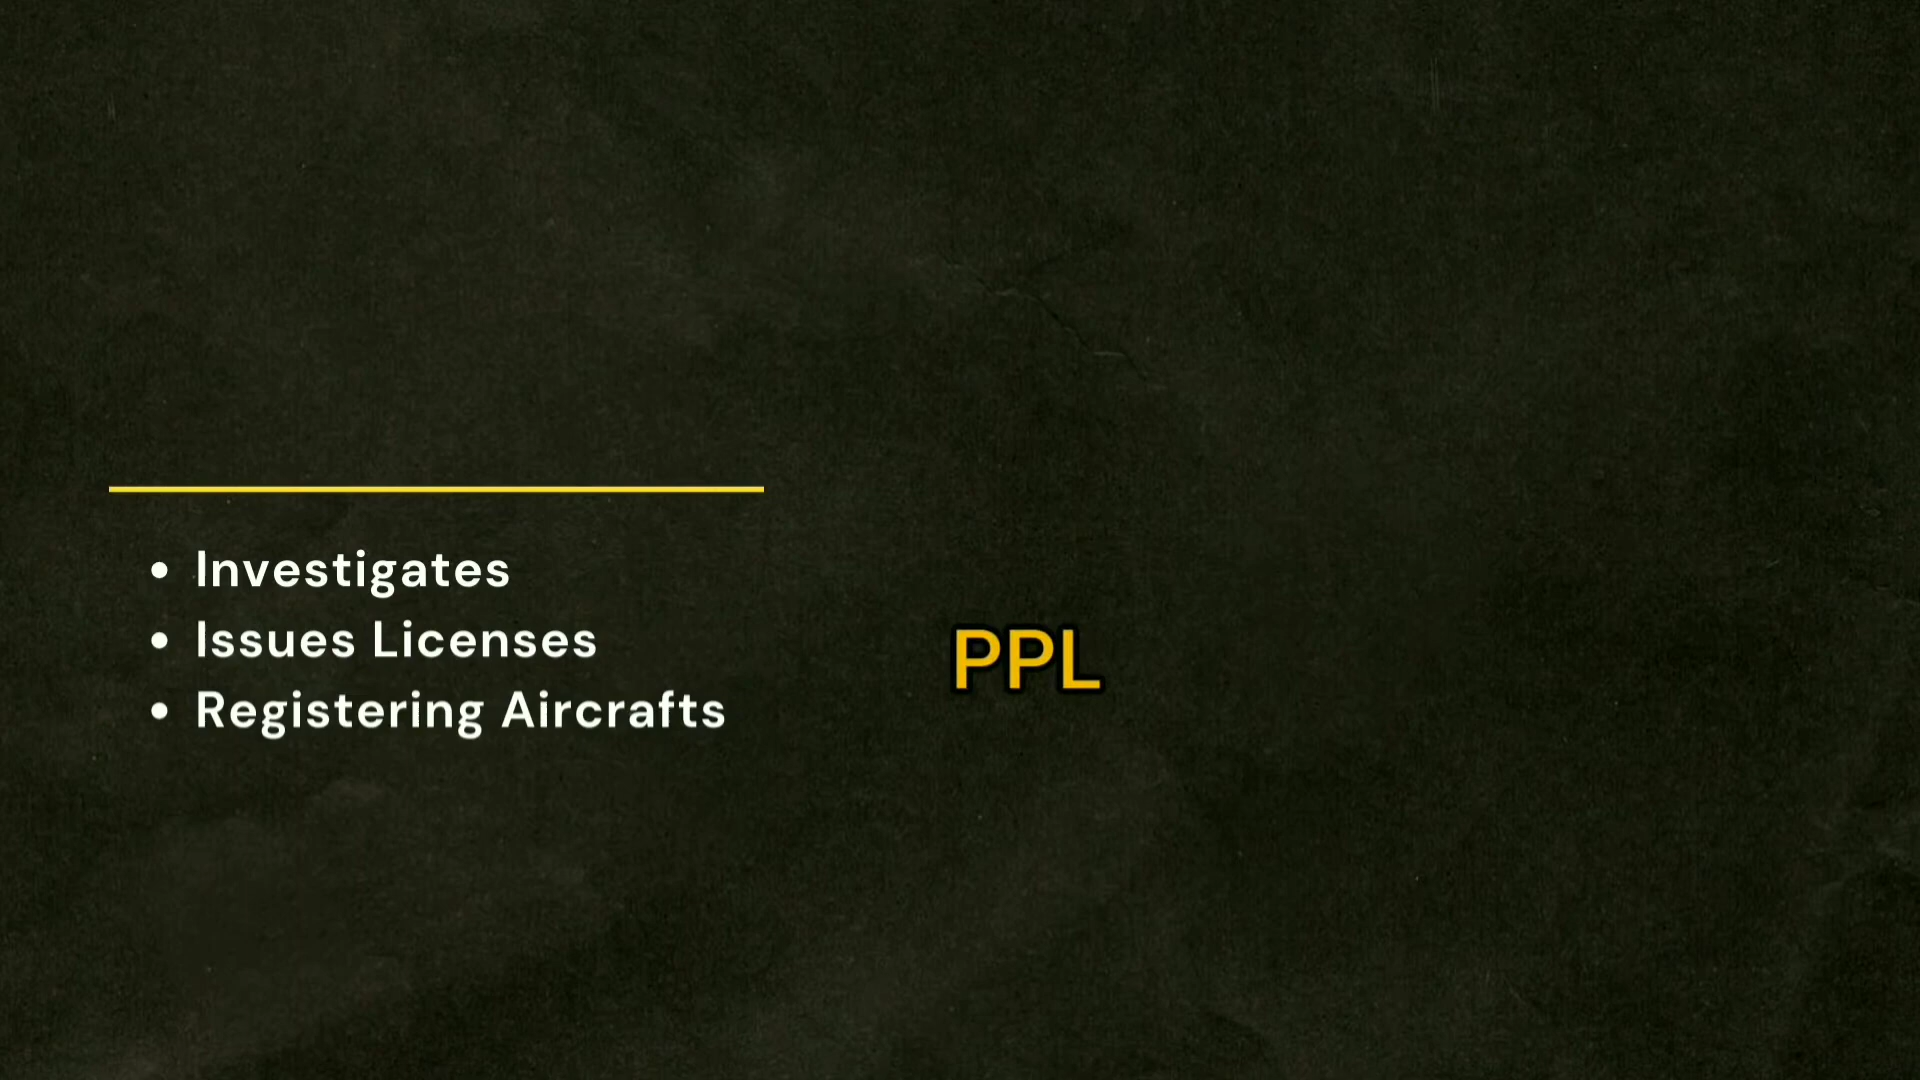 • Investigates
• Issues Licenses
• Registering Aircrafts
PPL